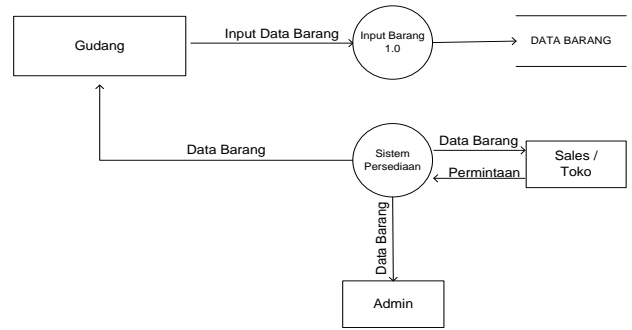 Gudang
Input Data Barang
Input Barang
1.0
DATA BARANG
Data Barang
Sistem
Persediaan
Data Barang
Permintaan
Sales /
Toko
Data Barang
Admin